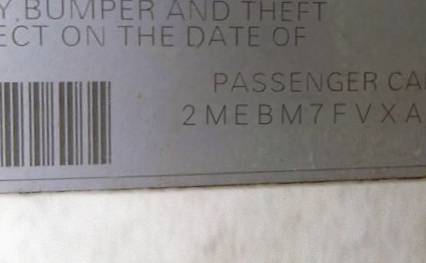 Y, BUMPER AND THEFT
ECT ON THE DATE OF
PASSENGER CA
2MEBM7FVXA